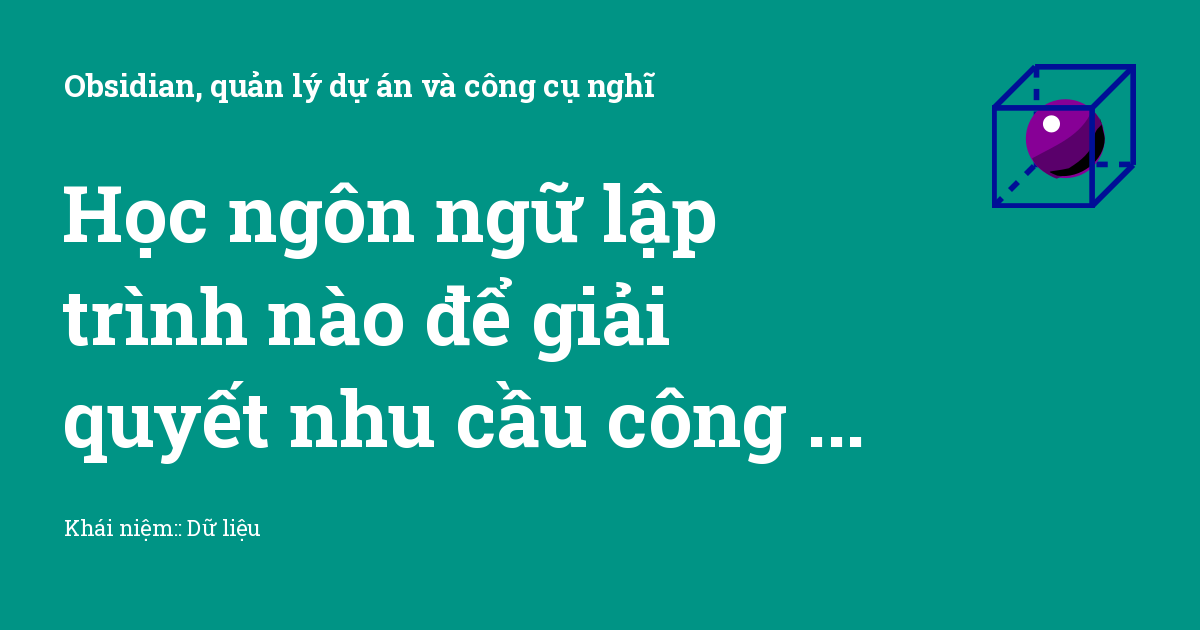 Obsidian, quản lý dự án và công cụ nghĩ
Học ngôn ngữ lập
trình nào để giải
quyết nhu cầu công ...
Khái niệm:: Dữ liệu